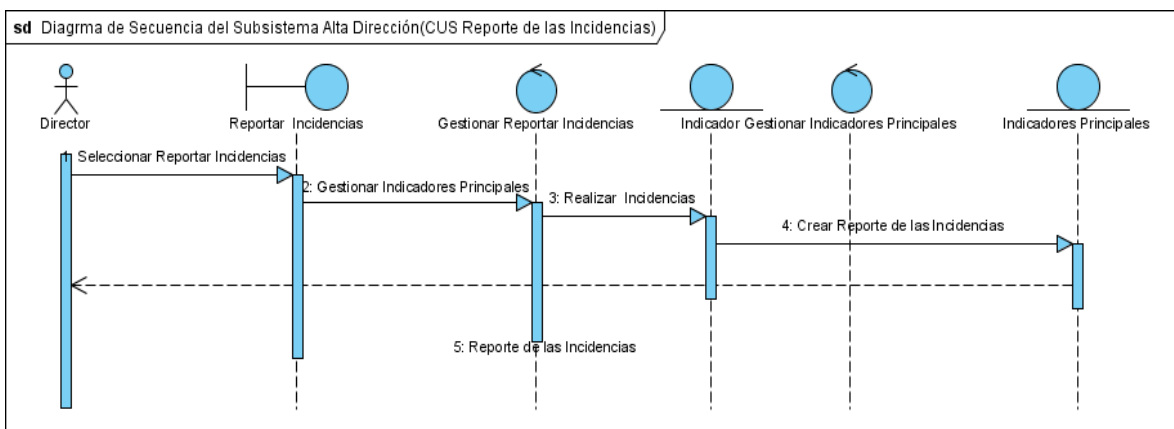 sd Diagrma de Secuencia del Subsistema Alta Dirección(CUS Reporte de las Incidencias)
Director
Reportar Incidencias
Gestionar Reportar Incidencias
Indicador
Gestionar Indicadores Principales
Indicadores Principales
1 Seleccionar Reportar Incidencias
2: Gestionar Indicadores Principales
3: Realizar Incidencias
4: Crear Reporte de las Incidencias
5: Reporte de las Incidencias